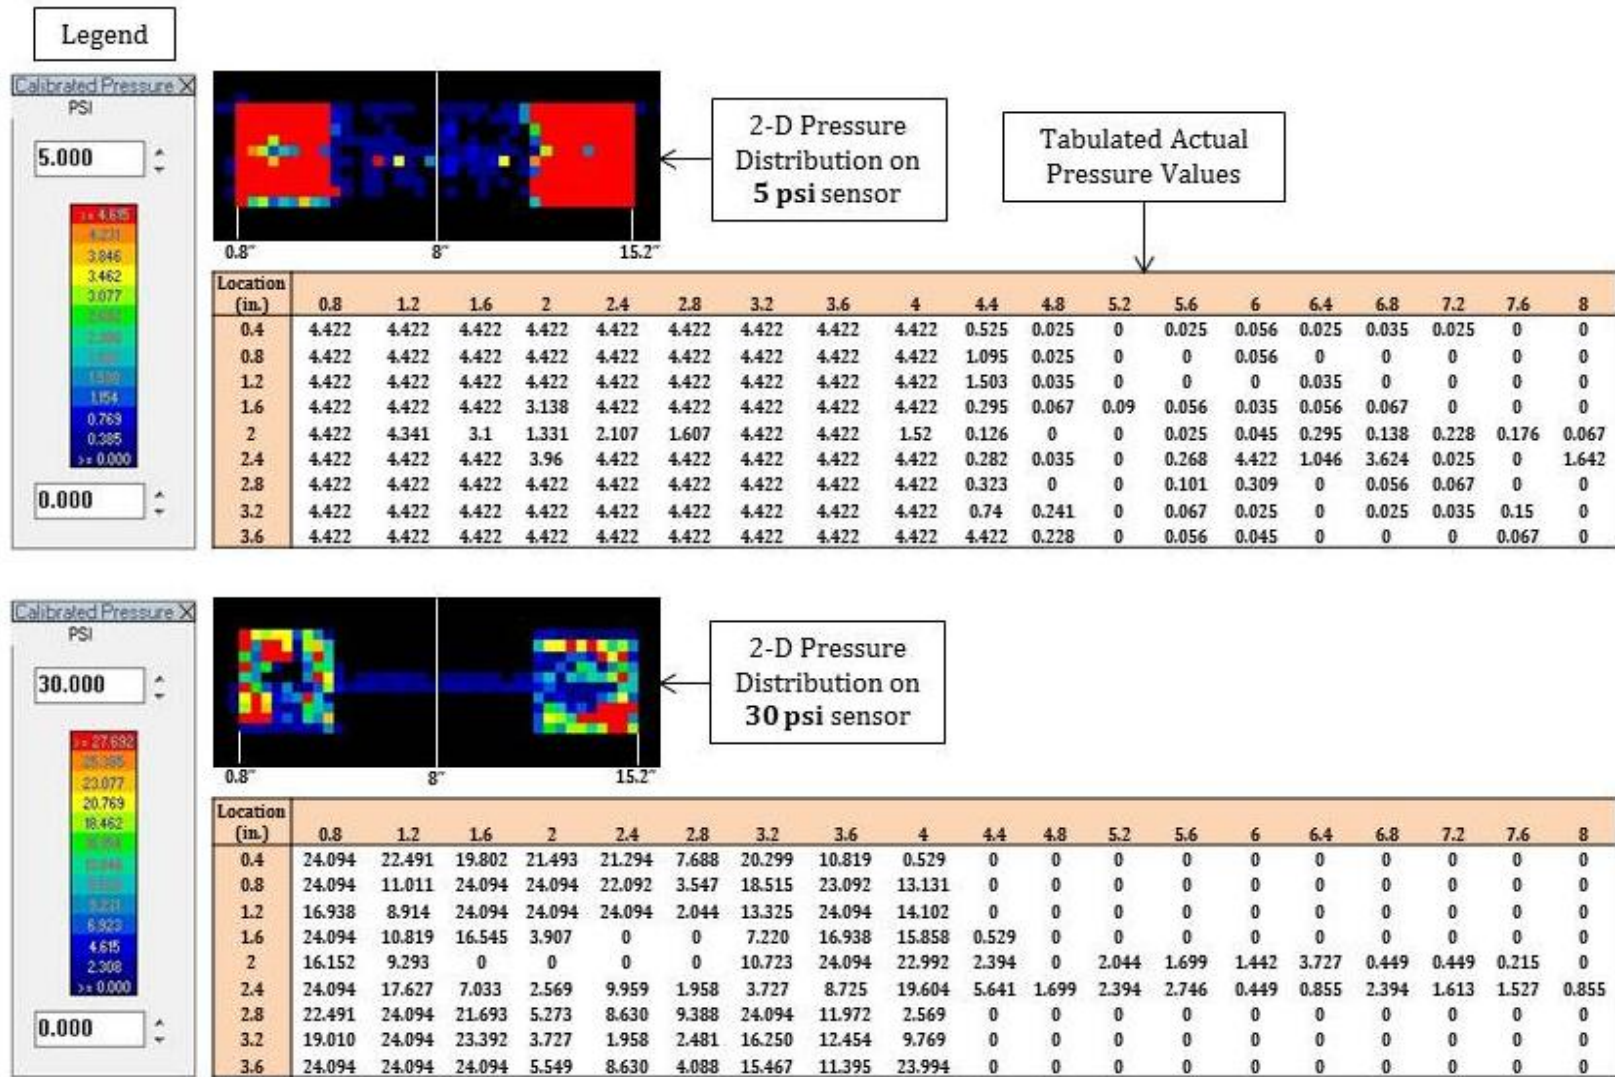 Legend
Calibrated Pressure X
PSI
5.000
>= 4.615
4.231
3.846
3.462
3.077
1.154
0.769
0.385
>= 0.000
0.000
0.8" 8" 15.2"
2-D Pressure
Distribution on
5 psi sensor
Tabulated Actual
Pressure Values
Location
(in.) 0.8 1.2 1.6 2 2.4 2.8 3.2 3.6 4 4.4 4.8 5.2 5.6 6 6.4 6.8 7.2 7.6 8
0.4 4.422 4.422 4.422 4.422 4.422 4.422 4.422 4.422 4.422 0.525 0.025 0 0.025 0.056 0.025 0.035 0.025 0 0
0.8 4.422 4.422 4.422 4.422 4.422 4.422 4.422 4.422 4.422 1.095 0.025 0 0 0.056 0 0 0 0 0
1.2 4.422 4.422 4.422 4.422 4.422 4.422 4.422 4.422 4.422 1.503 0.035 0 0 0 0.035 0 0 0 0
1.6 4.422 4.422 4.422 3.138 4.422 4.422 4.422 4.422 4.422 0.295 0.067 0.09 0.056 0.035 0.056 0.067 0 0 0
2 4.422 4.341 3.1 1.331 2.107 1.607 4.422 4.422 1.52 0.126 0 0 0.025 0.045 0.295 0.138 0.228 0.176 0.067
2.4 4.422 4.422 4.422 3.96 4.422 4.422 4.422 4.422 4.422 0.282 0.035 0 0.268 4.422 1.046 3.624 0.025 0 1.642
2.8 4.422 4.422 4.422 4.422 4.422 4.422 4.422 4.422 4.422 0.323 0 0 0.101 0.309 0 0.056 0.067 0 0
3.2 4.422 4.422 4.422 4.422 4.422 4.422 4.422 4.422 4.422 0.74 0.241 0 0.067 0.025 0 0.025 0.035 0.15 0
3.6 4.422 4.422 4.422 4.422 4.422 4.422 4.422 4.422 4.422 4.422 0.228 0 0.056 0.045 0 0 0 0.067 0
Calibrated Pressure X
PSI
30.000
>= 27.692
25.385
23.077
20.769
18.462
9.231
6.923
4.615
2.308
>= 0.000
0.000
0.8" 8" 15.2"
2-D Pressure
Distribution on
30 psi sensor
Location
(in.) 0.8 1.2 1.6 2 2.4 2.8 3.2 3.6 4 4.4 4.8 5.2 5.6 6 6.4 6.8 7.2 7.6 8
0.4 24.094 22.491 19.802 21.493 21.294 7.688 20.299 10.819 0.529 0 0 0 0 0 0 0 0 0 0
0.8 24.094 11.011 24.094 24.094 22.092 3.547 18.515 23.092 13.131 0 0 0 0 0 0 0 0 0 0
1.2 16.938 8.914 24.094 24.094 24.094 2.044 13.325 24.094 14.102 0 0 0 0 0 0 0 0 0 0
1.6 24.094 10.819 16.545 3.907 0 0 7.220 16.938 15.858 0.529 0 0 0 0 0 0 0 0 0
2 16.152 9.293 0 0 0 0 10.723 24.094 22.992 2.394 0 2.044 1.699 1.442 3.727 0.449 0.449 0.215 0
2.4 24.094 17.627 7.033 2.569 9.959 1.958 3.727 8.725 19.604 5.641 1.699 2.394 2.746 0.449 0.855 2.394 1.613 1.527 0.855
2.8 22.491 24.094 21.693 5.273 8.630 9.388 24.094 11.972 2.569 0 0 0 0 0 0 0 0 0 0
3.2 19.010 24.094 23.392 3.727 1.958 2.481 16.250 12.454 9.769 0 0 0 0 0 0 0 0 0 0
3.6 24.094 24.094 24.094 5.549 8.630 4.088 15.467 11.395 23.994 0 0 0 0 0 0 0 0 0 0